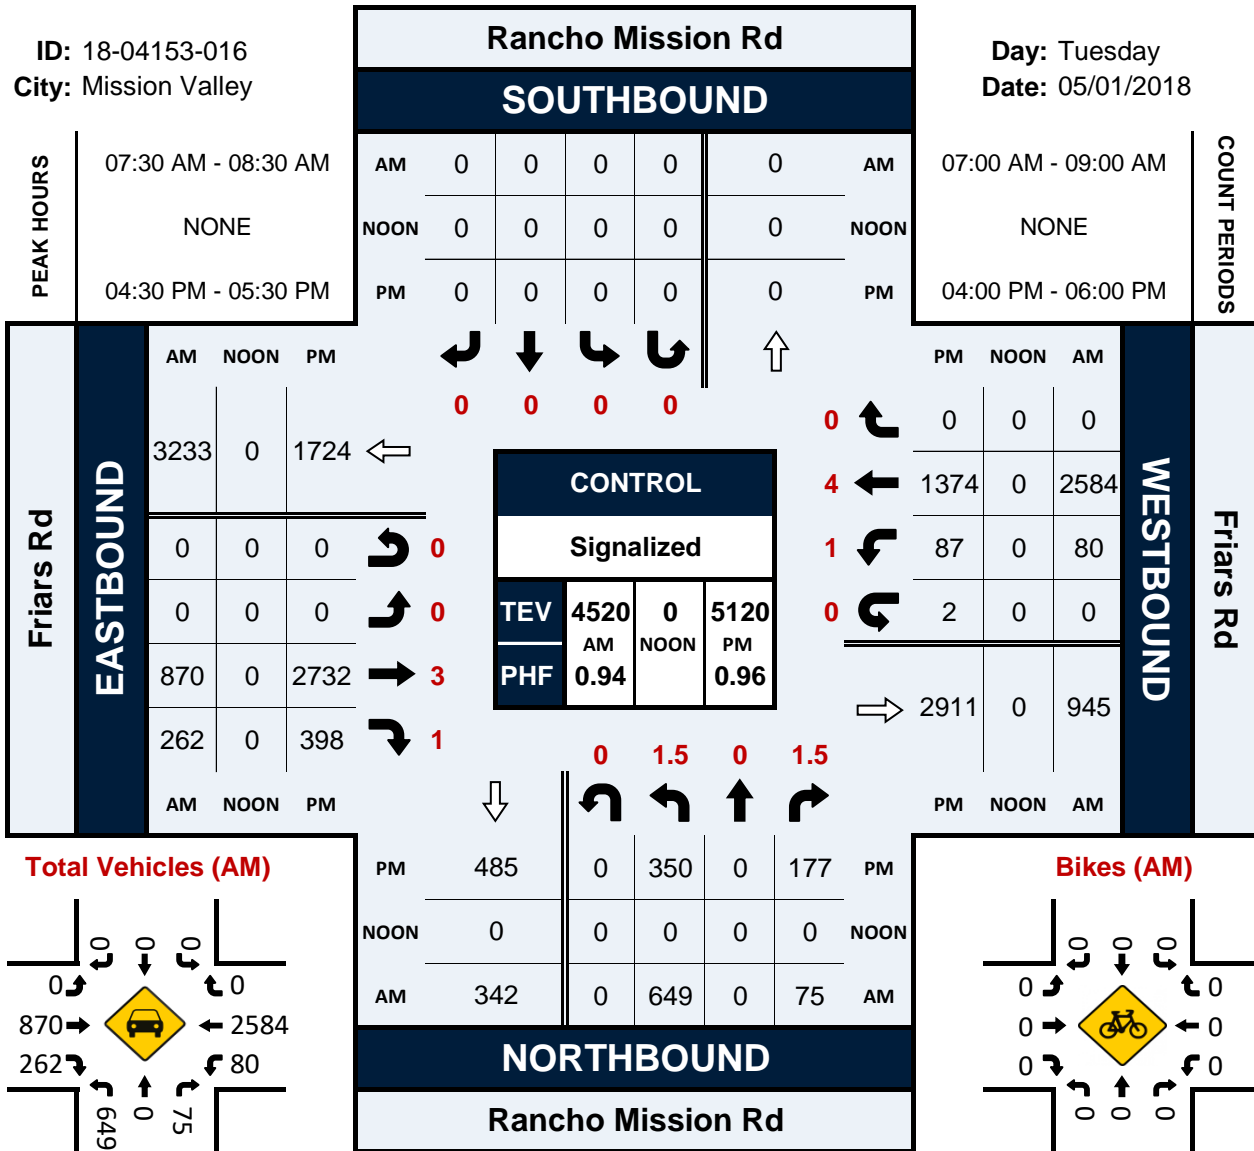 Rancho Mission Rd
ID: 18-04153-016
Day: Tuesday
City: Mission Valley
Date: 05/01/2018
SOUTHBOUND
PEAK HOURS
07:30 AM - 08:30 AM
NONE
04:30 PM - 05:30 PM
AM 0 0 0 0 0 AM
NOON 0 0 0 0 0 NOON
PM 0 0 0 0 0 PM
07:00 AM - 09:00 AM
NONE
04:00 PM - 06:00 PM
COUNT PERIODS
0 0 0 0
Friars Rd
EASTBOUND
AM NOON PM
3233 0 1724
0 0 0 0
0 0 0 0
870 0 2732 3
262 0 398 1
AM NOON PM
CONTROL
Signalized
TEV 4520 0 5120
AM NOON PM
PHF 0.94 0.96
PM NOON AM
0 0 0 0
4 1374 0 2584
1 87 0 80
0 2 0 0
2911 0 945
PM NOON AM
WESTBOUND
Friars Rd
0 1.5 0 1.5
PM 485 0 350 0 177 PM
NOON 0 0 0 0 0 NOON
AM 342 0 649 0 75 AM
NORTHBOUND
Rancho Mission Rd
Total Vehicles (AM)
0 0 0
0 0
870 2584
262 80
649 0 75
Bikes (AM)
0 0 0
0 0
0 0
0 0
0 0 0